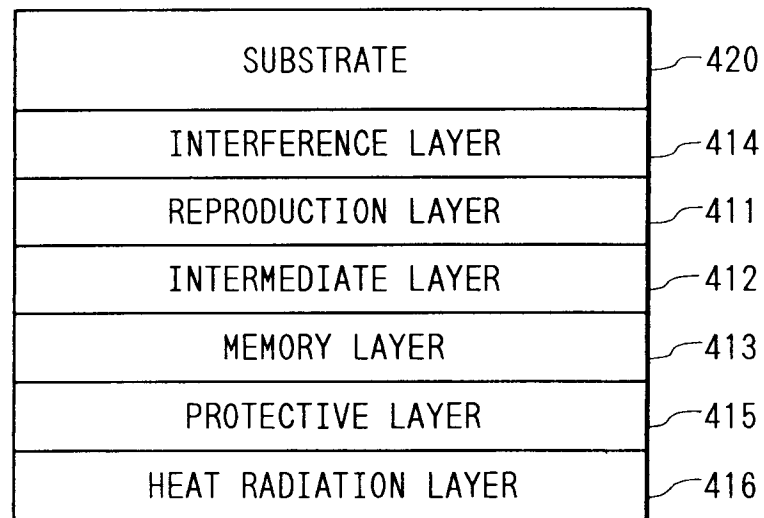 SUBSTRATE 420
INTERFERENCE LAYER 414
REPRODUCTION LAYER 411
INTERMEDIATE LAYER 412
MEMORY LAYER 413
PROTECTIVE LAYER 415
HEAT RADIATION LAYER 416